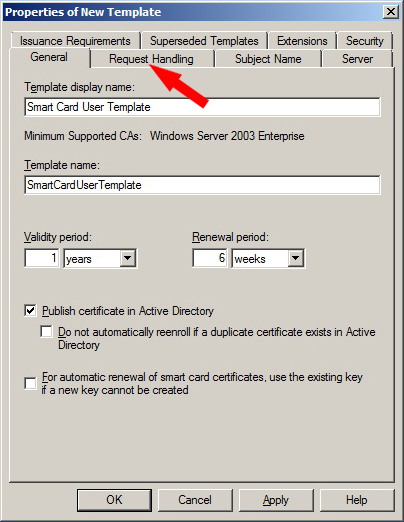 Properties of New Template
Issuance Requirements Superseded Templates Extensions Security
General Request Handling Subject Name Server
Template display name:
Smart Card User Template
Minimum Supported CAs: Windows Server 2003 Enterprise
Template name:
SmartCardUserTemplate
Validity period: Renewal period:
1 years 6 weeks
Publish certificate in Active Directory
Do not automatically reenroll if a duplicate certificate exists in Active
Directory
For automatic renewal of smart card certificates, use the existing key
if a new key cannot be created
OK Cancel Apply Help